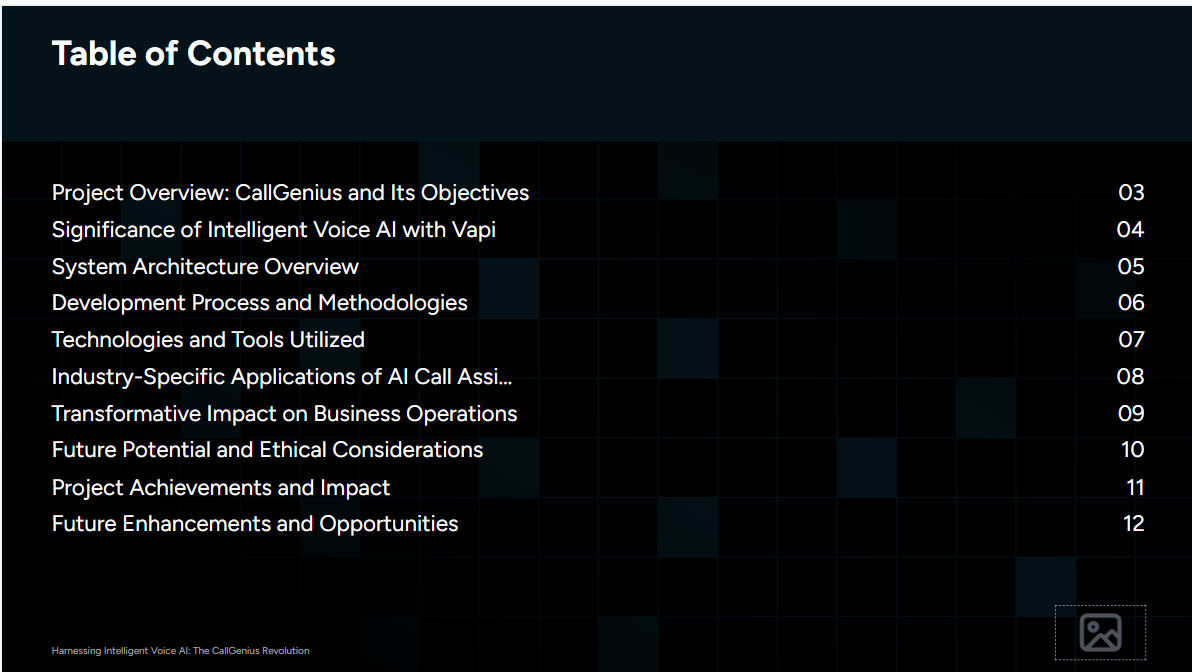 Table of Contents
Project Overview: CallGenius and Its Objectives 03
Significance of Intelligent Voice AI with Vapi 04
System Architecture Overview 05
Development Process and Methodologies 06
Technologies and Tools Utilized 07
Industry-Specific Applications of AI Call Assi... 08
Transformative Impact on Business Operations 09
Future Potential and Ethical Considerations 10
Project Achievements and Impact 11
Future Enhancements and Opportunities 12
Harnessing Intelligent Voice AI: The CallGenius Revolution